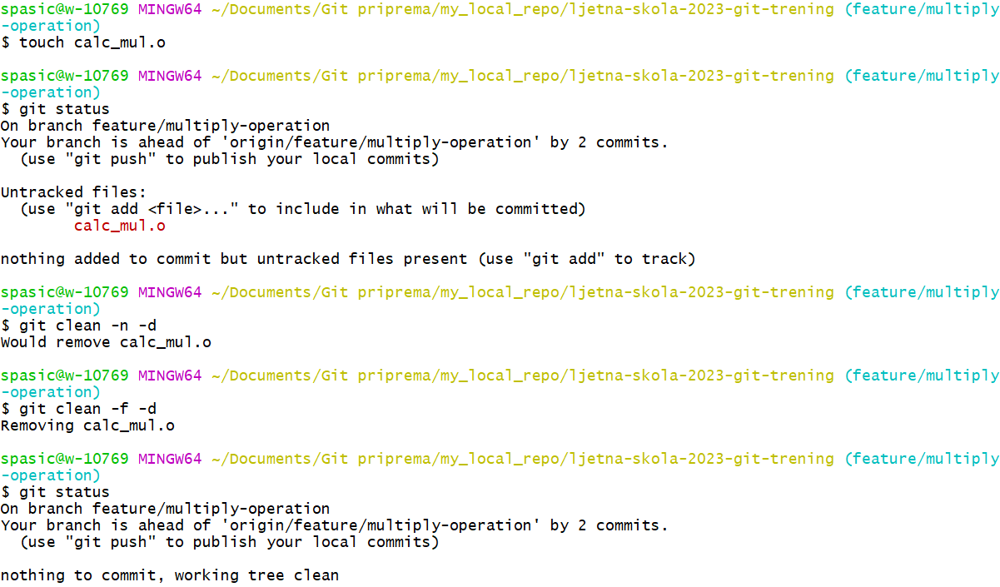 spasic@w-10769 MINGW64 ~/Documents/Git priprema/my_local_repo/ljetna-skola-2023-git-trening (feature/multiply
-operation)
$ touch calc_mul.o
spasic@w-10769 MINGW64 ~/Documents/Git priprema/my_local_repo/ljetna-skola-2023-git-trening (feature/multiply
-operation)
$ git status
On branch feature/multiply-operation
Your branch is ahead of 'origin/feature/multiply-operation' by 2 commits.
  (use "git push" to publish your local commits)

Untracked files:
  (use "git add <file>..." to include in what will be committed)
        calc_mul.o

nothing added to commit but untracked files present (use "git add" to track)

spasic@w-10769 MINGW64 ~/Documents/Git priprema/my_local_repo/ljetna-skola-2023-git-trening (feature/multiply
-operation)
$ git clean -n -d
Would remove calc_mul.o

spasic@w-10769 MINGW64 ~/Documents/Git priprema/my_local_repo/ljetna-skola-2023-git-trening (feature/multiply
-operation)
$ git clean -f -d
Removing calc_mul.o

spasic@w-10769 MINGW64 ~/Documents/Git priprema/my_local_repo/ljetna-skola-2023-git-trening (feature/multiply
-operation)
$ git status
On branch feature/multiply-operation
Your branch is ahead of 'origin/feature/multiply-operation' by 2 commits.
  (use "git push" to publish your local commits)

nothing to commit, working tree clean